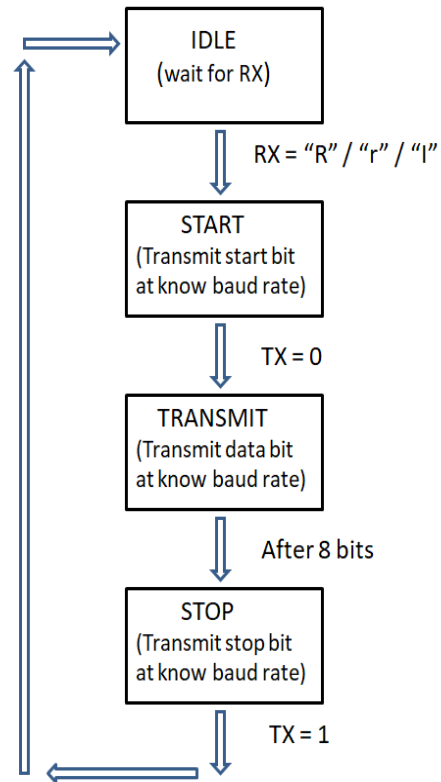 IDLE
(wait for RX)
RX = “R” / “r” / “I”
START
(Transmit start bit
at know baud rate)
TX = 0
TRANSMIT
(Transmit data bit
at know baud rate)
After 8 bits
STOP
(Transmit stop bit
at know baud rate)
TX = 1